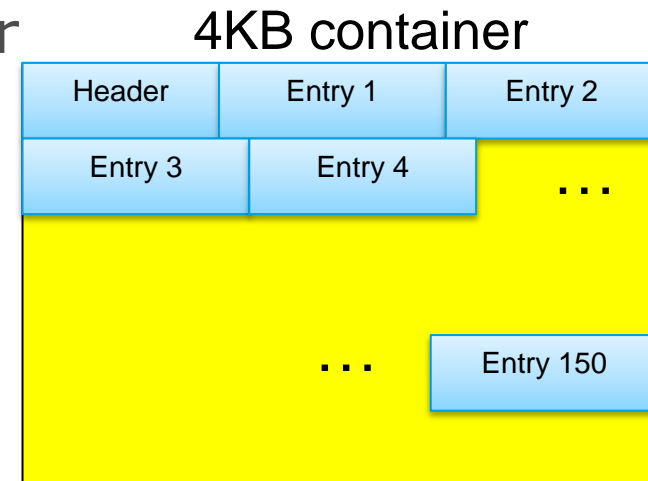 r 4KB container
Header Entry 1 Entry 2
Entry 3 Entry 4 ...
... Entry 150